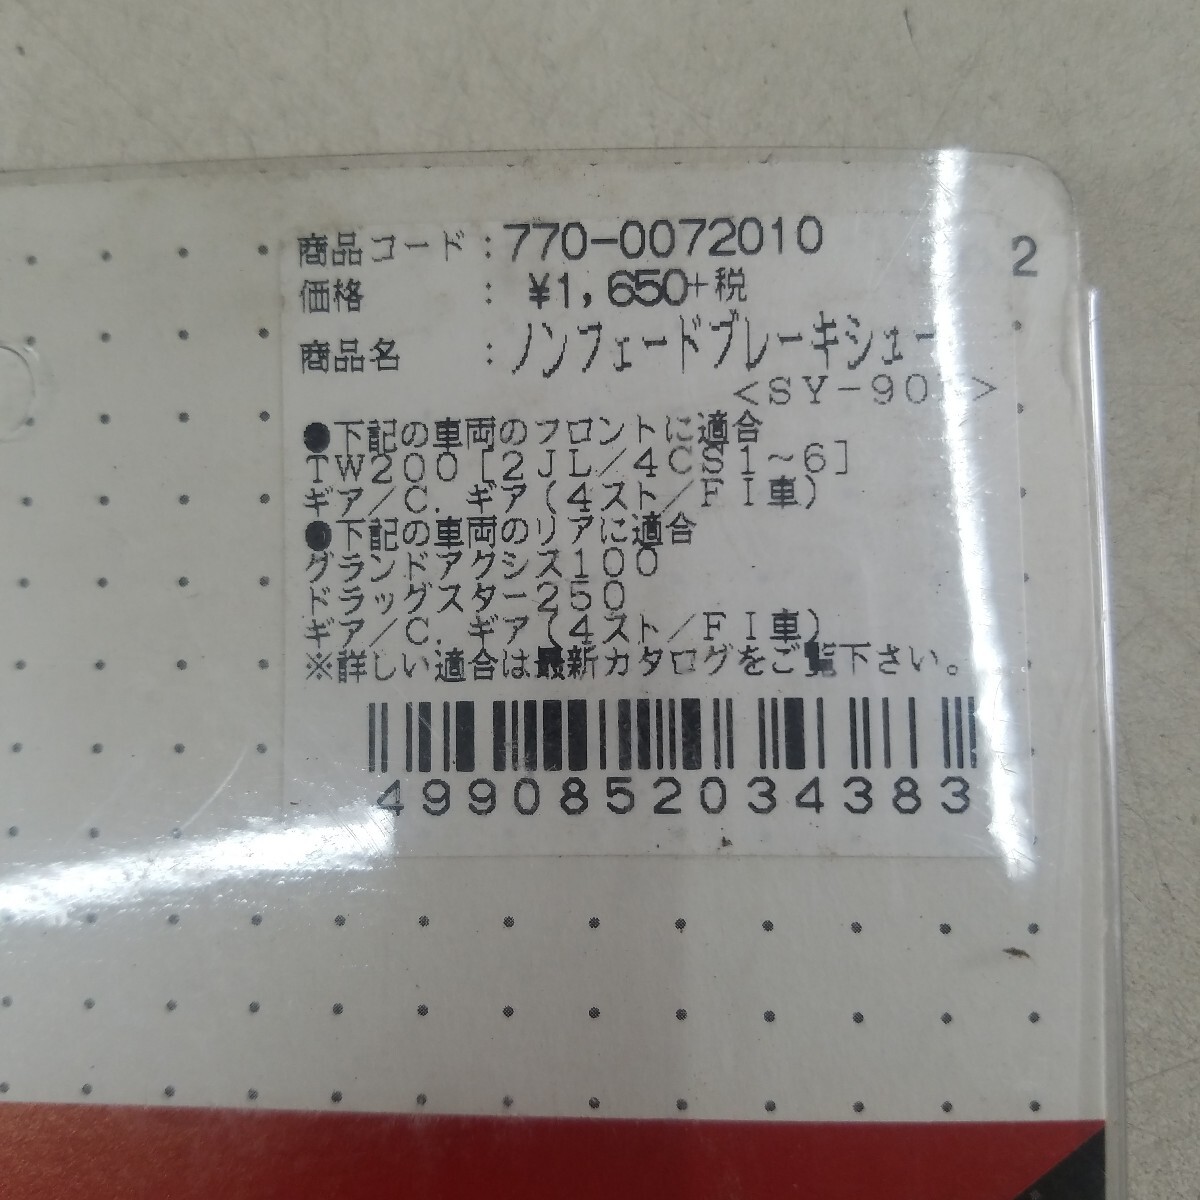 商品コード:770-0072010
2
価格 : ¥1,650+税
商品名 :ノンフェードブレーキシュー
●下記の車両のフロントに適合
TW200[2JL/4CS1~6]
ギア/C.ギア(4スト/FI車)
●下記の車両のリアに適合
グランドアクシス100
ドラッグスター250
ギア/C.ギア(4スト/FI車)
※詳しい適合は最新カタログをご覧下さい。
4990852034383